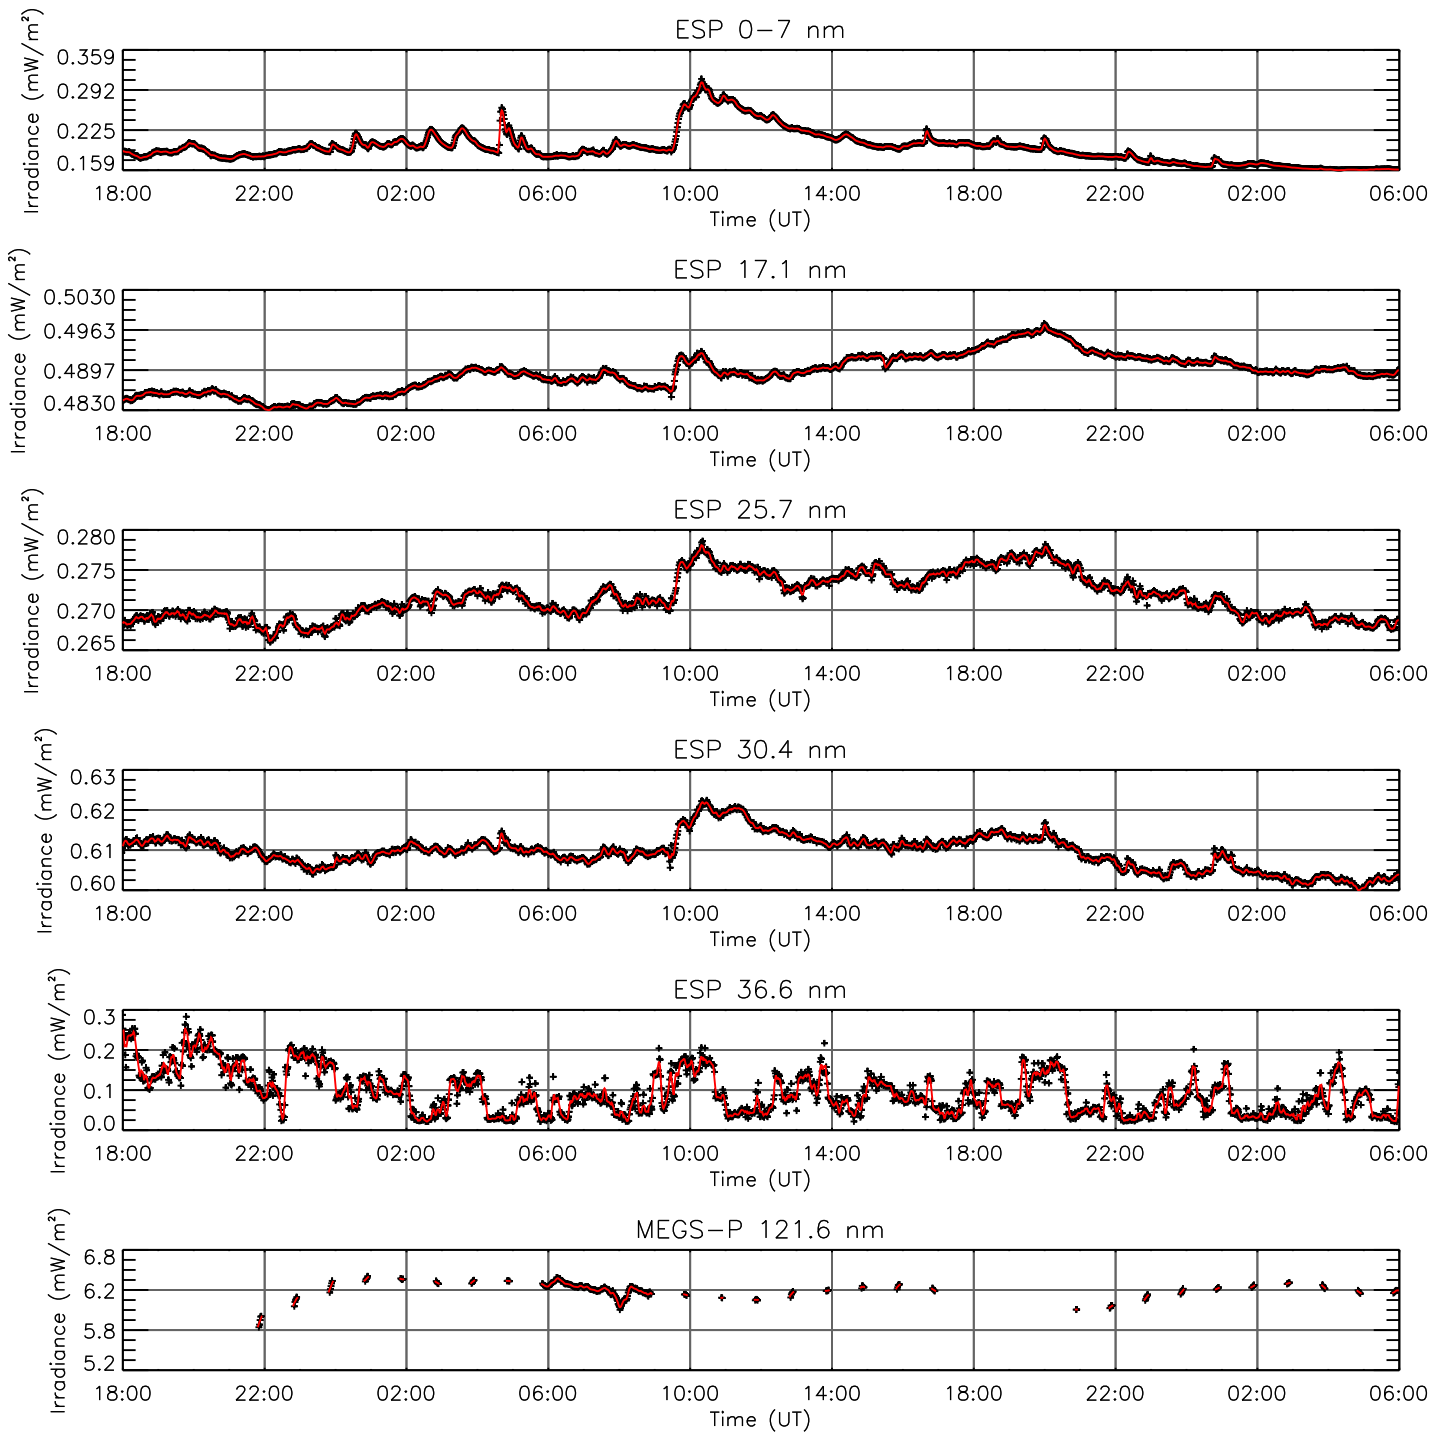 ESP 0-7 nm
Irradiance (mW/m²)
0.359
0.292
0.225
0.159
18:00 22:00 02:00 06:00 10:00 14:00 18:00 22:00 02:00 06:00
Time (UT)
ESP 17.1 nm
Irradiance (mW/m²)
0.5030
0.4963
0.4897
0.4830
18:00 22:00 02:00 06:00 10:00 14:00 18:00 22:00 02:00 06:00
Time (UT)
ESP 25.7 nm
Irradiance (mW/m²)
0.280
0.275
0.270
0.265
18:00 22:00 02:00 06:00 10:00 14:00 18:00 22:00 02:00 06:00
Time (UT)
ESP 30.4 nm
Irradiance (mW/m²)
0.63
0.62
0.61
0.60
18:00 22:00 02:00 06:00 10:00 14:00 18:00 22:00 02:00 06:00
Time (UT)
ESP 36.6 nm
Irradiance (mW/m²)
0.3
0.2
0.1
0.0
18:00 22:00 02:00 06:00 10:00 14:00 18:00 22:00 02:00 06:00
Time (UT)
MEGS-P 121.6 nm
Irradiance (mW/m²)
6.8
6.2
5.8
5.2
18:00 22:00 02:00 06:00 10:00 14:00 18:00 22:00 02:00 06:00
Time (UT)